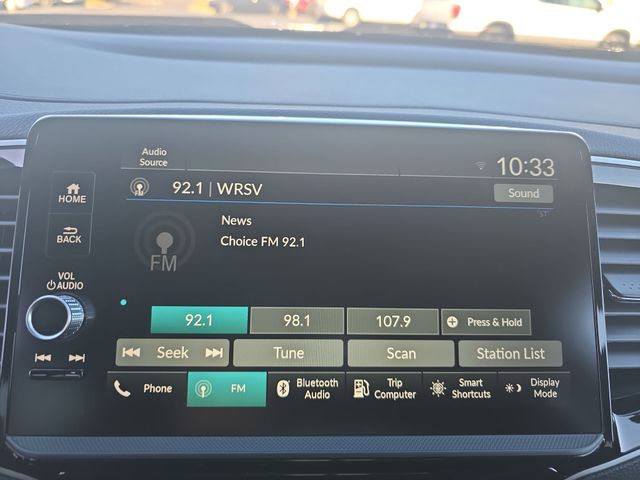 Audio
Source
10:33
HOME
FM
92.1 | WRSV
Sound
ST
News
BACK
Choice FM 92.1
FM
VOL
AUDIO
92.1
98.1
107.9
Press & Hold
Seek
Tune
Scan
Station List
Phone
FM
Bluetooth
Audio
Trip
Computer
Smart
Shortcuts
Display
Mode